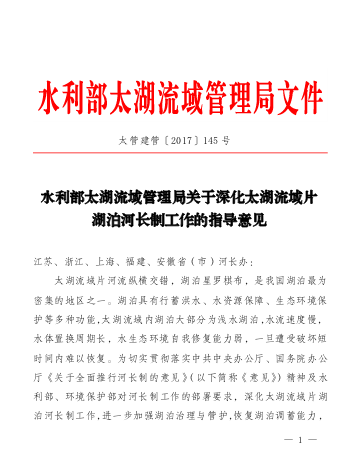 水利部太湖流域管理局文件
太管建管〔2017〕145 号
水利部太湖流域管理局关于深化太湖流域片
湖泊河长制工作的指导意见
江苏、浙江、上海、福建、安徽省（市）河长办：
太湖流域片河流纵横交错，湖泊星罗棋布，是我国湖泊最为
密集的地区之一。湖泊具有行蓄洪水、水资源保障、生态环境保
护等多种功能,太湖流域内湖泊大部分为浅水湖泊,水流速度慢,
水体置换周期长，水生态环境自我修复能力弱，一旦遭受破坏短
时间内难以恢复。为切实贯彻落实中共中央办公厅、国务院办公
厅《关于全面推行河长制的意见》(以下简称《意见》)精神及水
利部、环境保护部对河长制工作的部署要求，深化太湖流域片湖
泊河长制工作,进一步加强湖泊治理与管护,恢复湖泊调蓄能力，
— 1 —